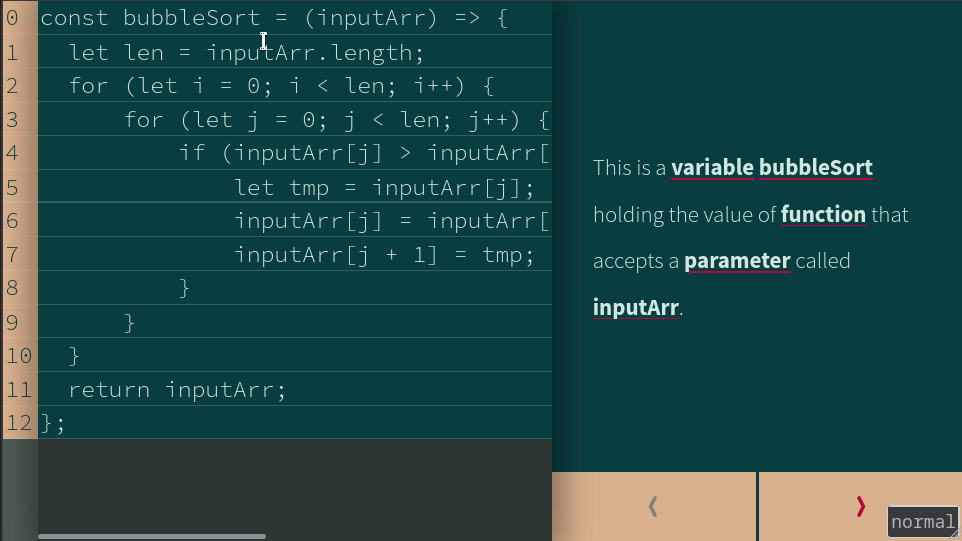 0 const bubbleSort = (inputArr) => {
1 let len = inputArr.length;
2 for (let i = 0; i < len; i++) {
3 for (let j = 0; j < len; j++) {
4 if (inputArr[j] > inputArr[
5 let tmp = inputArr[j];
6 inputArr[j] = inputArr[
7 inputArr[j + 1] = tmp;
8 }
9 }
10 }
11 return inputArr;
12 };
This is a variable bubbleSort
holding the value of function that
accepts a parameter called
inputArr.
‹ ›
normal